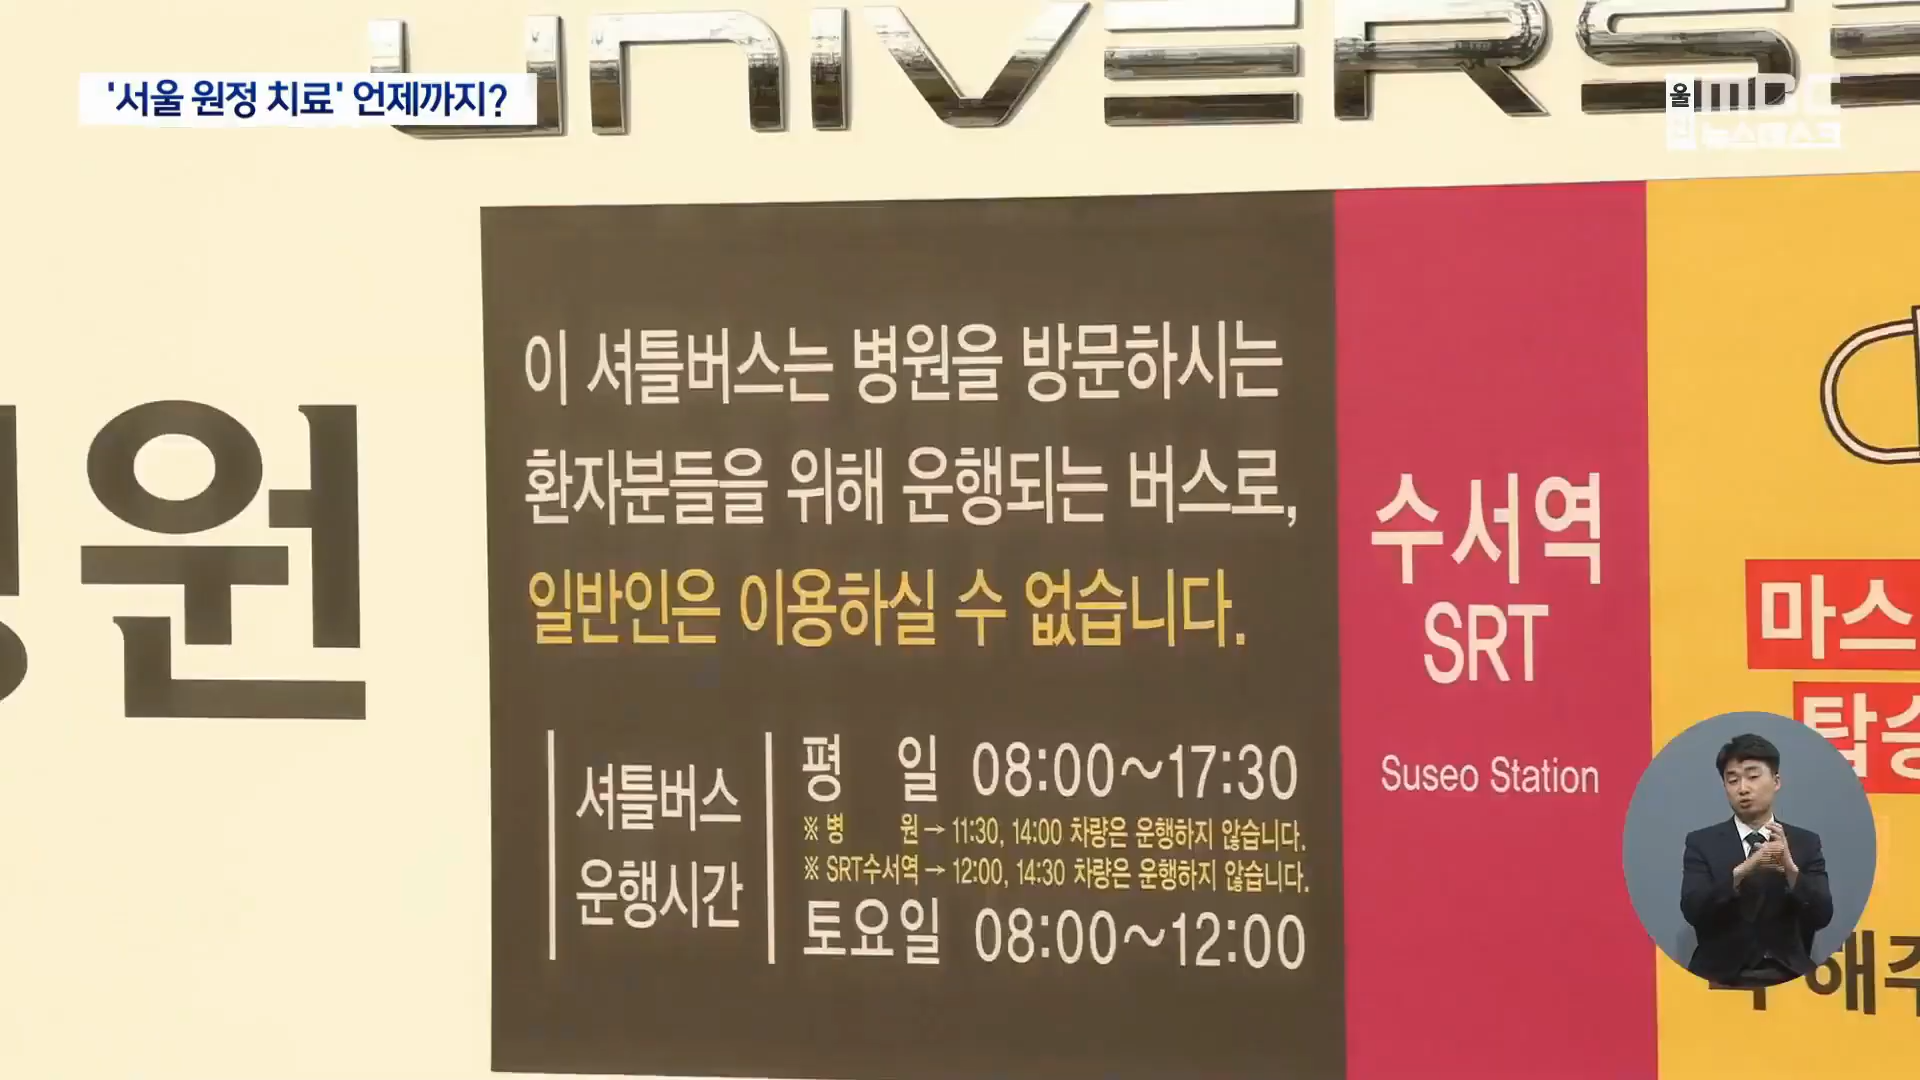 UNIVERSE
'서울 원정 치료' 언제까지?
울산 MBC
뉴스데스크
원
이 셔틀버스는 병원을 방문하시는
환자분들을 위해 운행되는 버스로,
일반인은 이용하실 수 없습니다.
셔틀버스
운행시간
평 일 08:00~17:30
※ 병 원 → 11:30, 14:00 차량은 운행하지 않습니다.
※ SRT수서역 → 12:00, 14:30 차량은 운행하지 않습니다.
토요일 08:00~12:00
수서역
SRT
Suseo Station
마스
탑승
해주